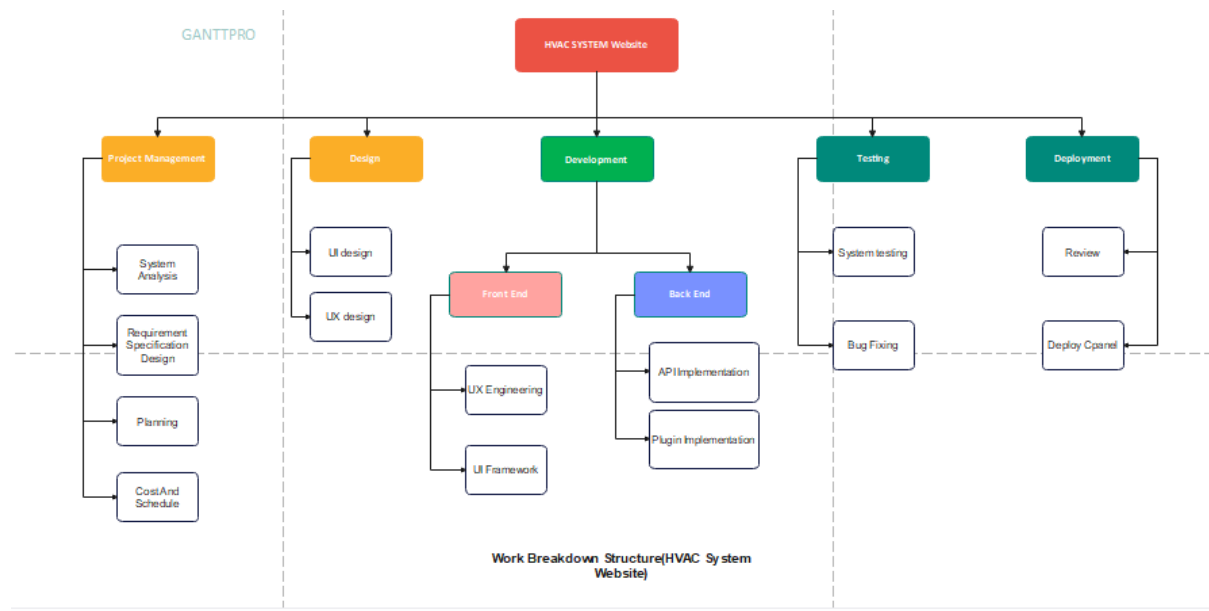 GANTTPRO
HVAC SYSTEM Website
Project Management
Design
Development
Testing
Deployment
System
Analysis
Requirement
Specification
Design
Planning
Cost And
Schedule
UI design
UX design
Front End
Back End
UX Engineering
UI Framework
API Implementation
Plugin Implementation
System testing
Bug Fixing
Review
Deploy Cpanel
Work Breakdown Structure(HVAC System
Website)